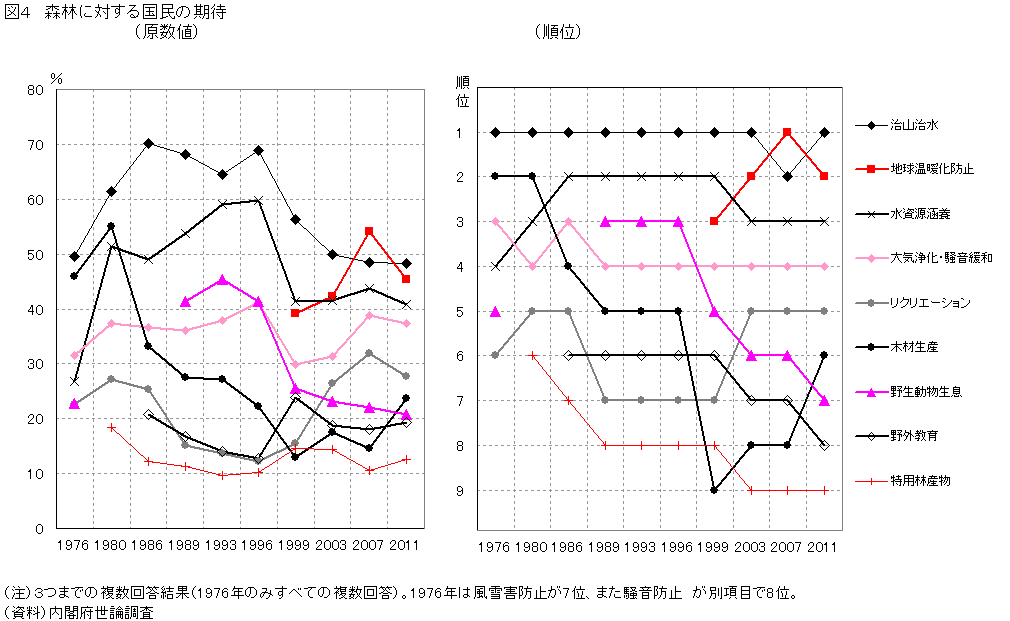 図4　森林に対する国民の期待
（原数値）
（順位）
%
80
70
60
50
40
30
20
10
0
1976 1980 1986 1989 1993 1996 1999 2003 2007 2011
順位
1
2
3
4
5
6
7
8
9
1976 1980 1986 1989 1993 1996 1999 2003 2007 2011
治山治水
地球温暖化防止
水資源涵養
大気浄化・騒音緩和
リクリエーション
木材生産
野生動物生息
野外教育
特用林産物
（注）３つまでの複数回答結果（1976年のみすべての複数回答）。1976年は風雪害防止が7位、また騒音防止　が別項目で8位。
（資料）内閣府世論調査